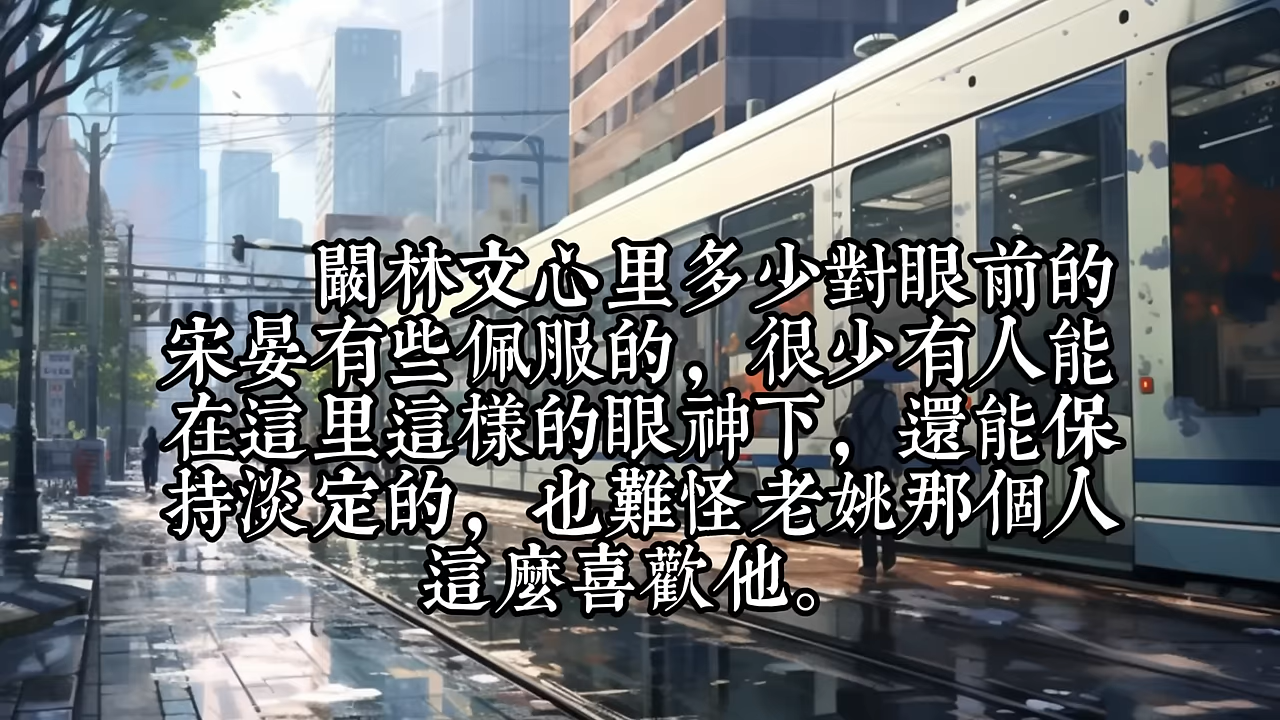 闞林文心里多少對眼前的
宋晏有些佩服的，很少有人能
在這里這樣的眼神下，還能保
持淡定的，也難怪老姚那個人
這麼喜歡他。